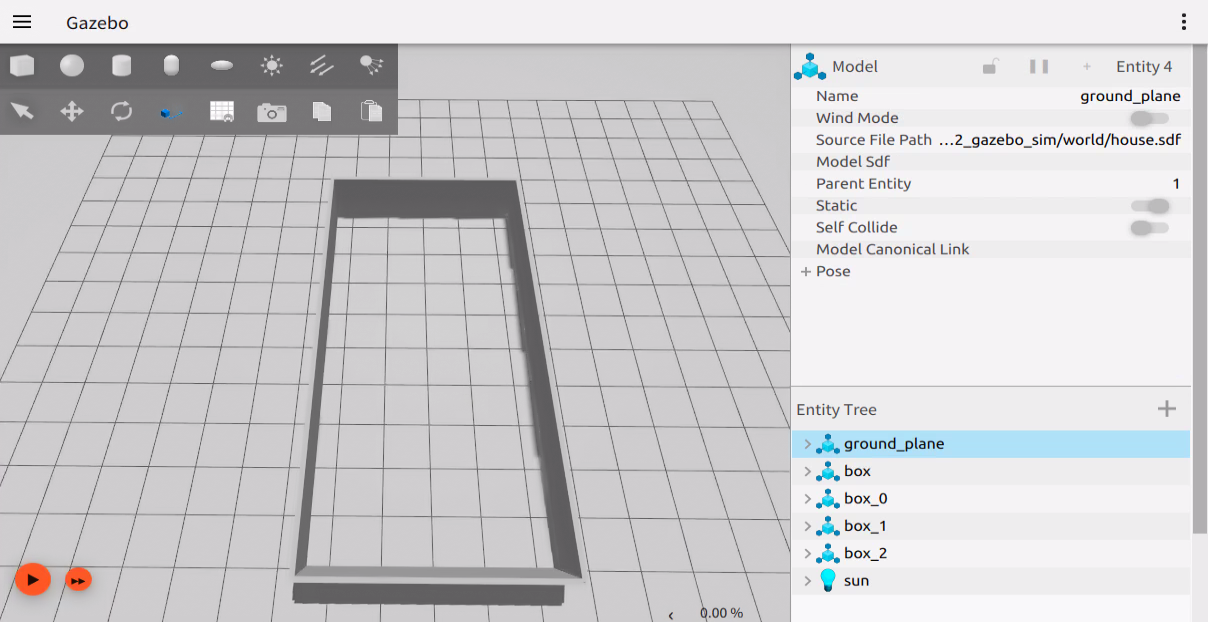 Gazebo
Model
Entity 4
Name ground_plane
Wind Mode
Source File Path ...2_gazebo_sim/world/house.sdf
Model Sdf
Parent Entity 1
Static
Self Collide
Model Canonical Link
+ Pose
Entity Tree
ground_plane
box
box_0
box_1
box_2
sun
0.00 %